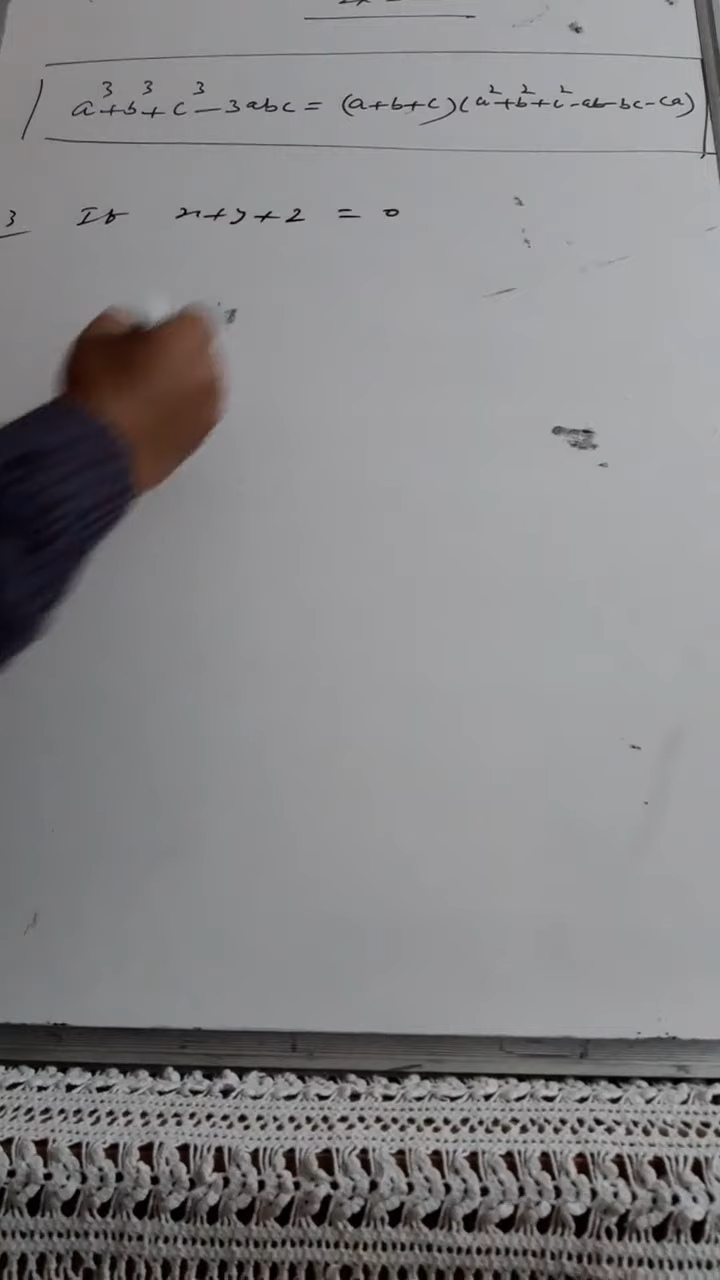 a³+b³+c³-3abc = (a+b+c)(a²+b²+c²-ab-bc-ca)
3 If x+y+z = 0